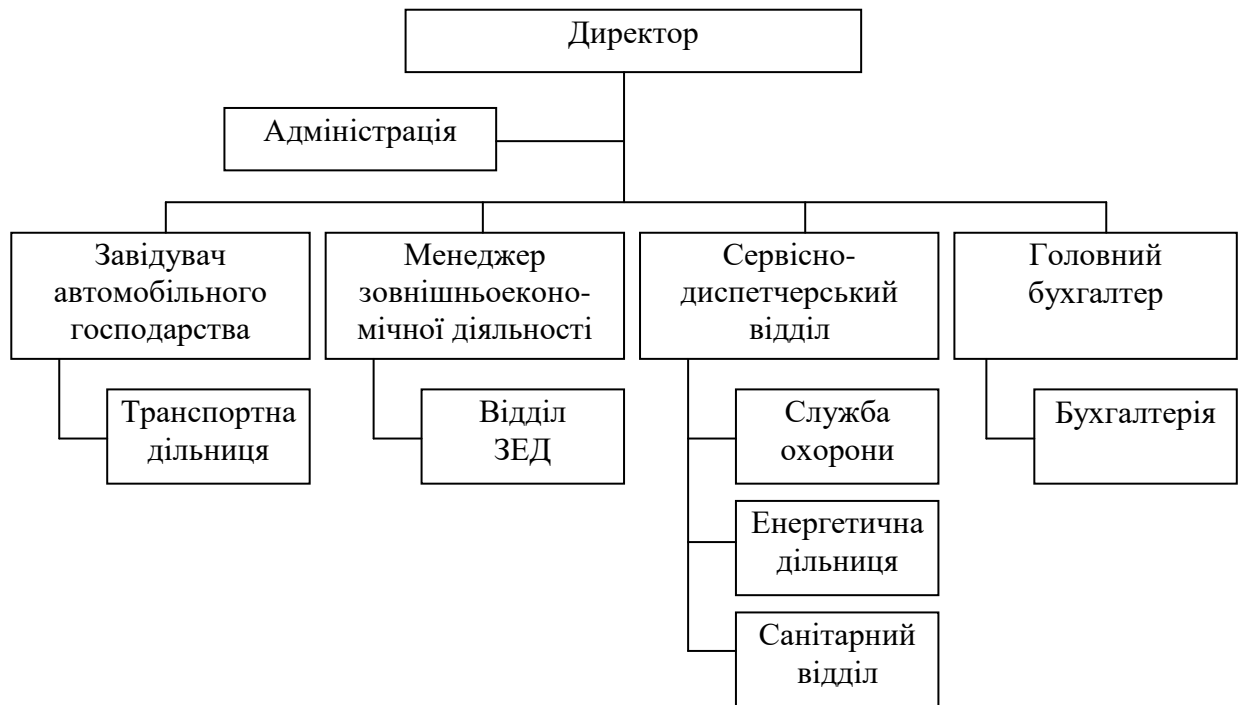 Директор
Адміністрація
Завідувач
автомобільного
господарства
Менеджер
зовнішньоеконо-
мічної діяльності
Сервісно-
диспетчерський
відділ
Головний
бухгалтер
Транспортна
дільниця
Відділ
ЗЕД
Служба
охорони
Бухгалтерія
Енергетична
дільниця
Санітарний
відділ